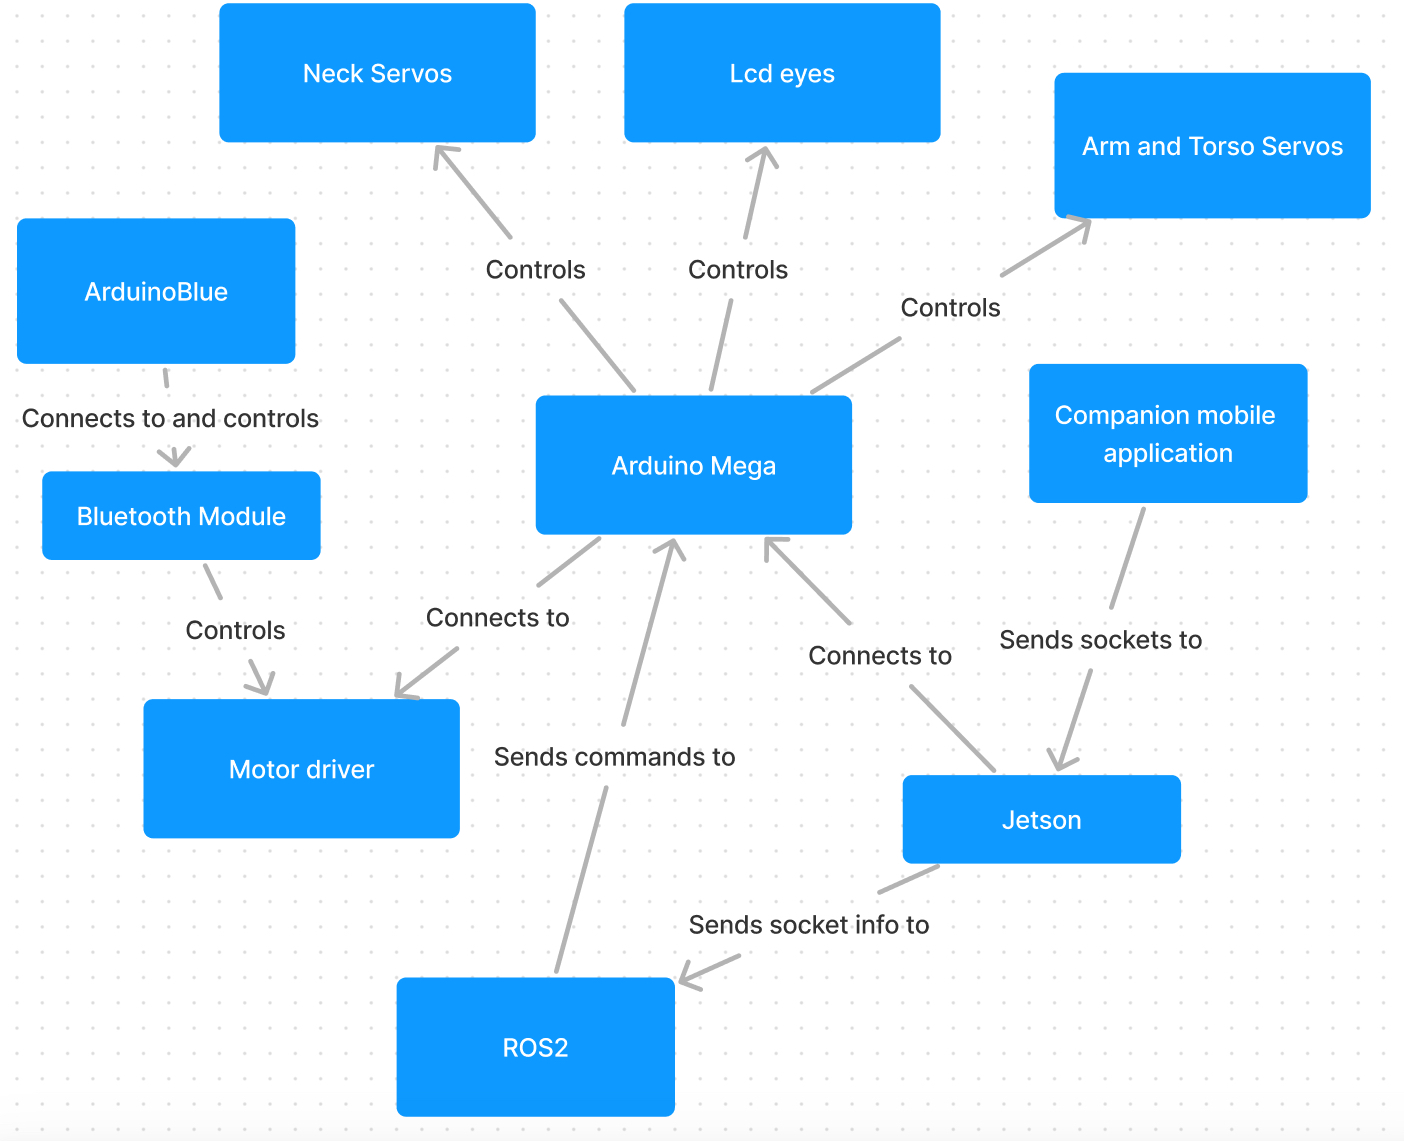 Neck Servos
Lcd eyes
Arm and Torso Servos
Controls
Controls
Controls
ArduinoBlue
Connects to and controls
Bluetooth Module
Arduino Mega
Companion mobile
application
Controls
Connects to
Connects to
Sends sockets to
Motor driver
Sends commands to
Jetson
Sends socket info to
ROS2